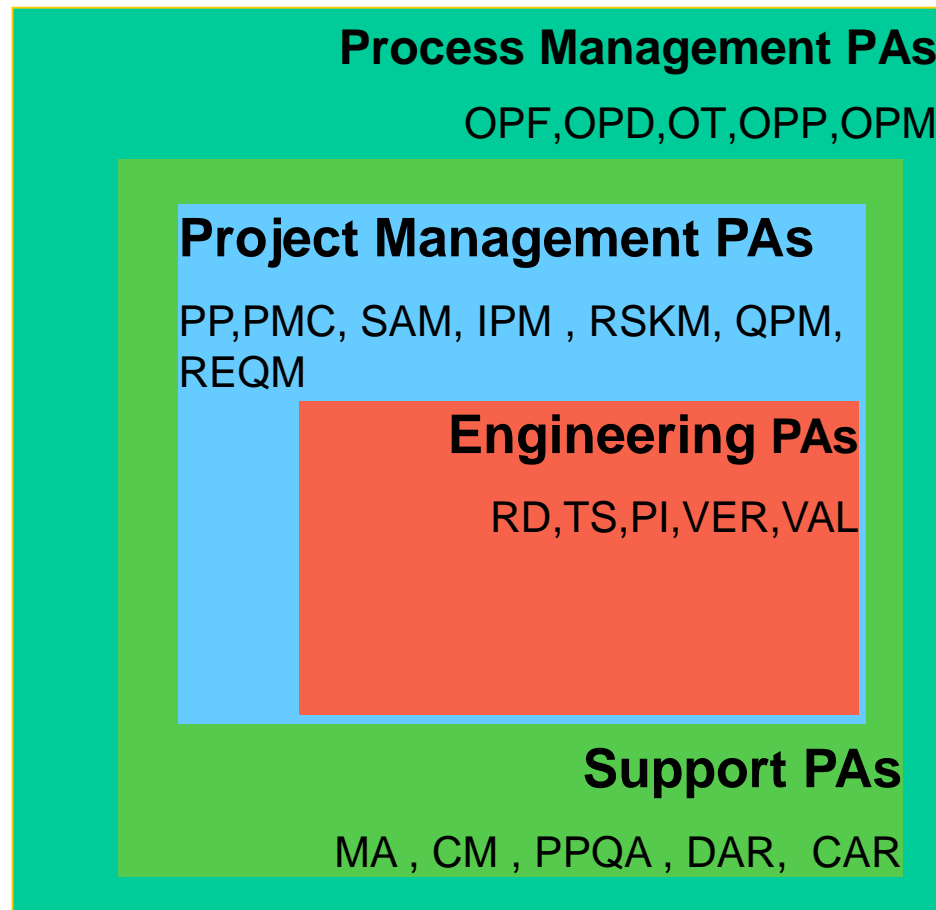 Process Management PAs
OPF,OPD,OT,OPP,OPM
Project Management PAs
PP,PMC, SAM, IPM , RSKM, QPM,
REQM
Engineering PAs
RD,TS,PI,VER,VAL
Support PAs
MA , CM , PPQA , DAR, CAR